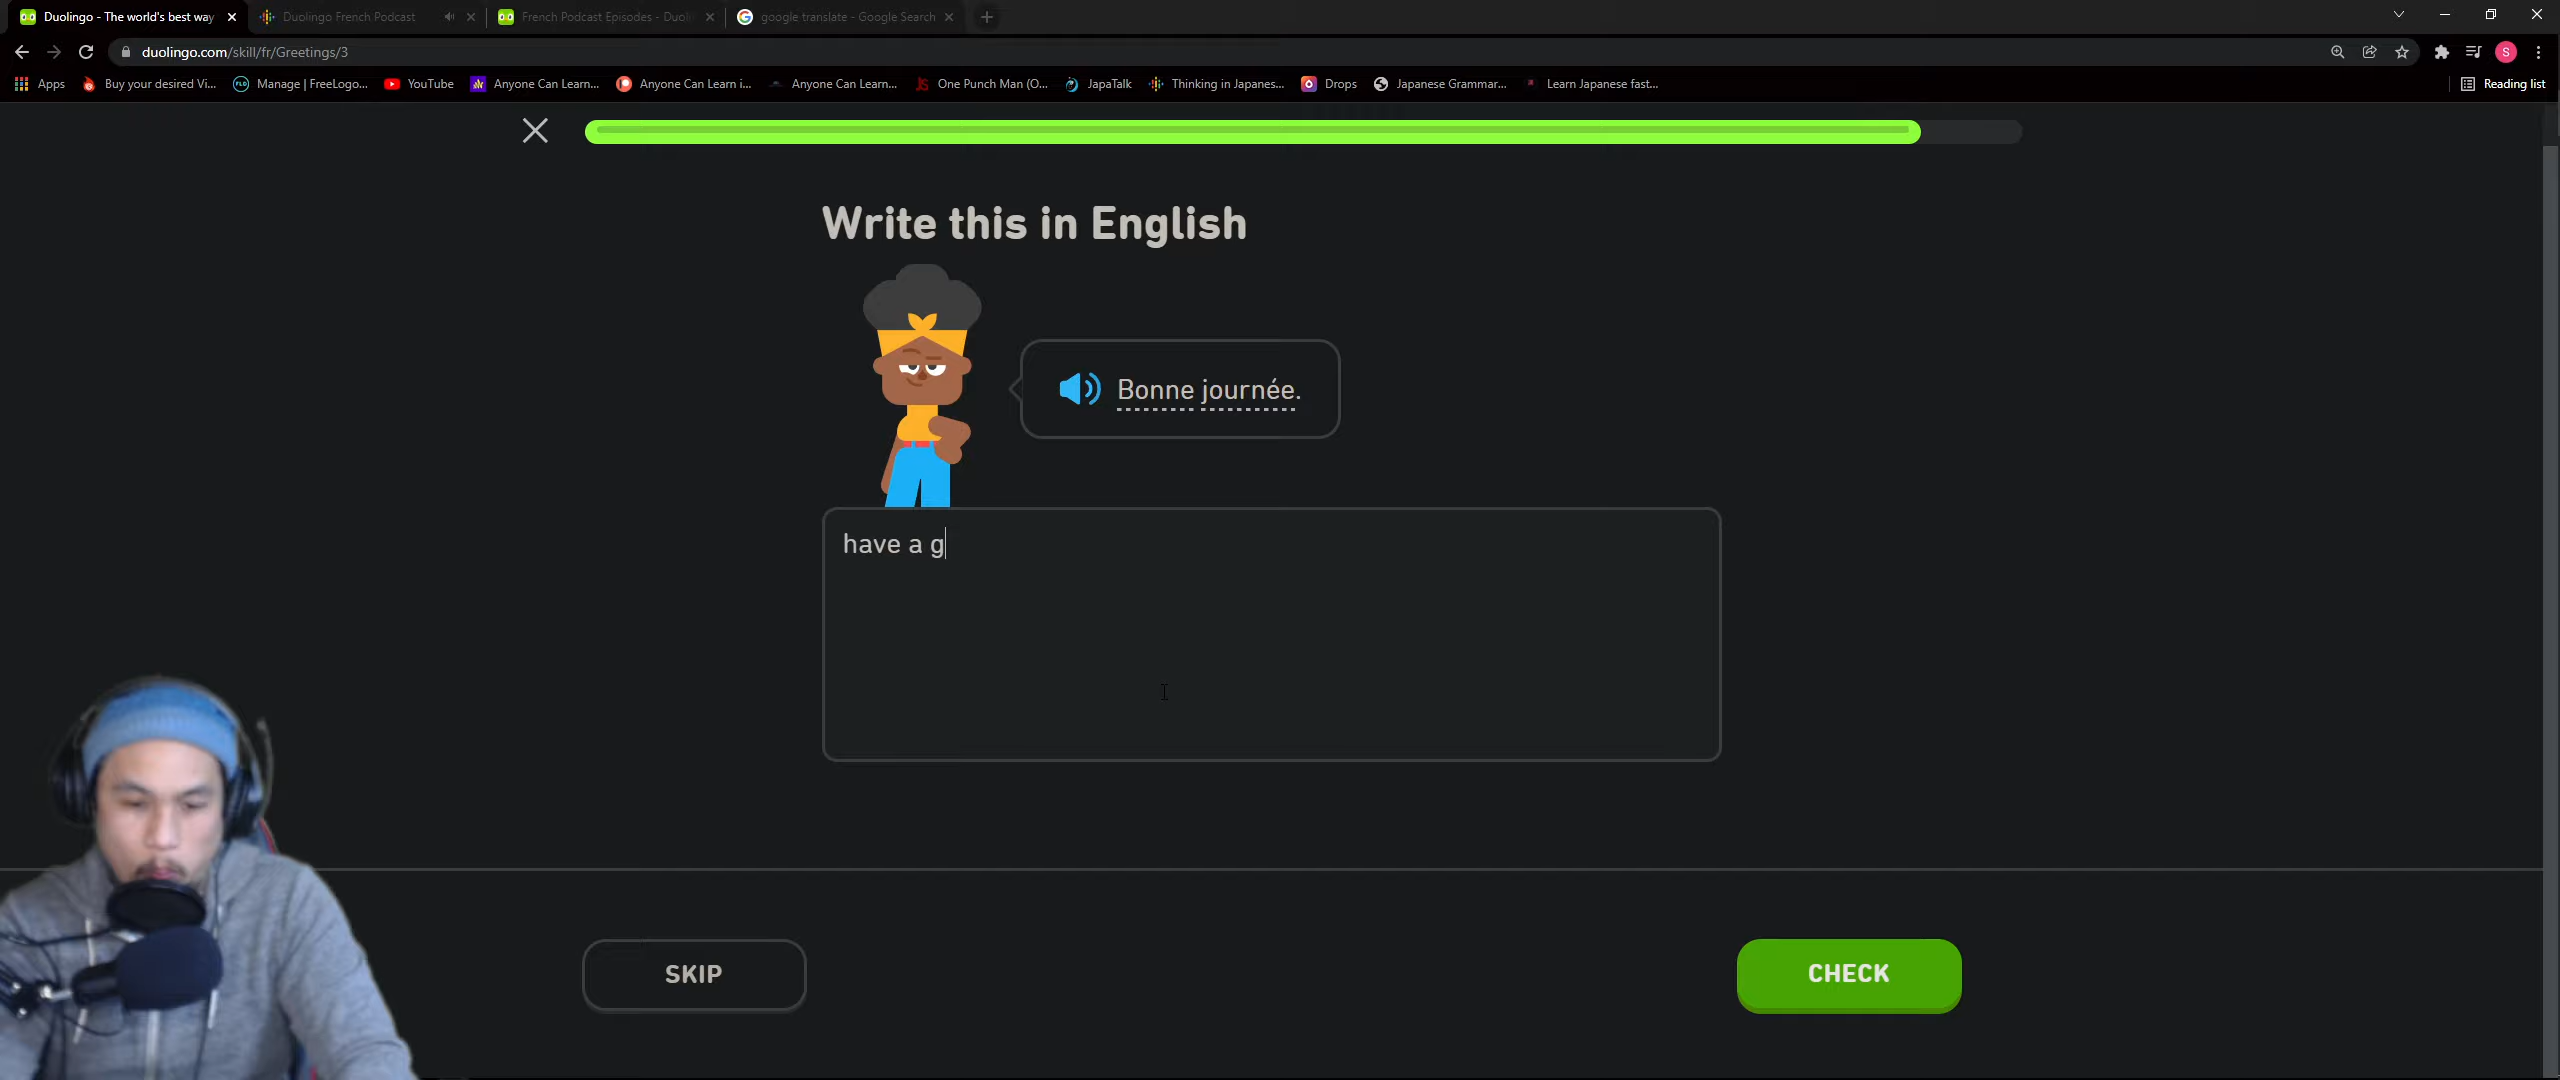 Duolingo - The world's best way
Duolingo French Podcast
French Podcast Episodes - Duoli
google translate - Google Search
duolingo.com/skill/fr/Greetings/3
S
Apps
Buy your desired Vi...
FLD
Manage | FreeLogo...
YouTube
Anyone Can Learn...
Anyone Can Learn i...
Anyone Can Learn...
JS
One Punch Man (O...
JapaTalk
Thinking in Japanes...
Drops
Japanese Grammar...
Learn Japanese fast...
Reading list
Write this in English
Bonne journée.
have a g
SKIP
CHECK